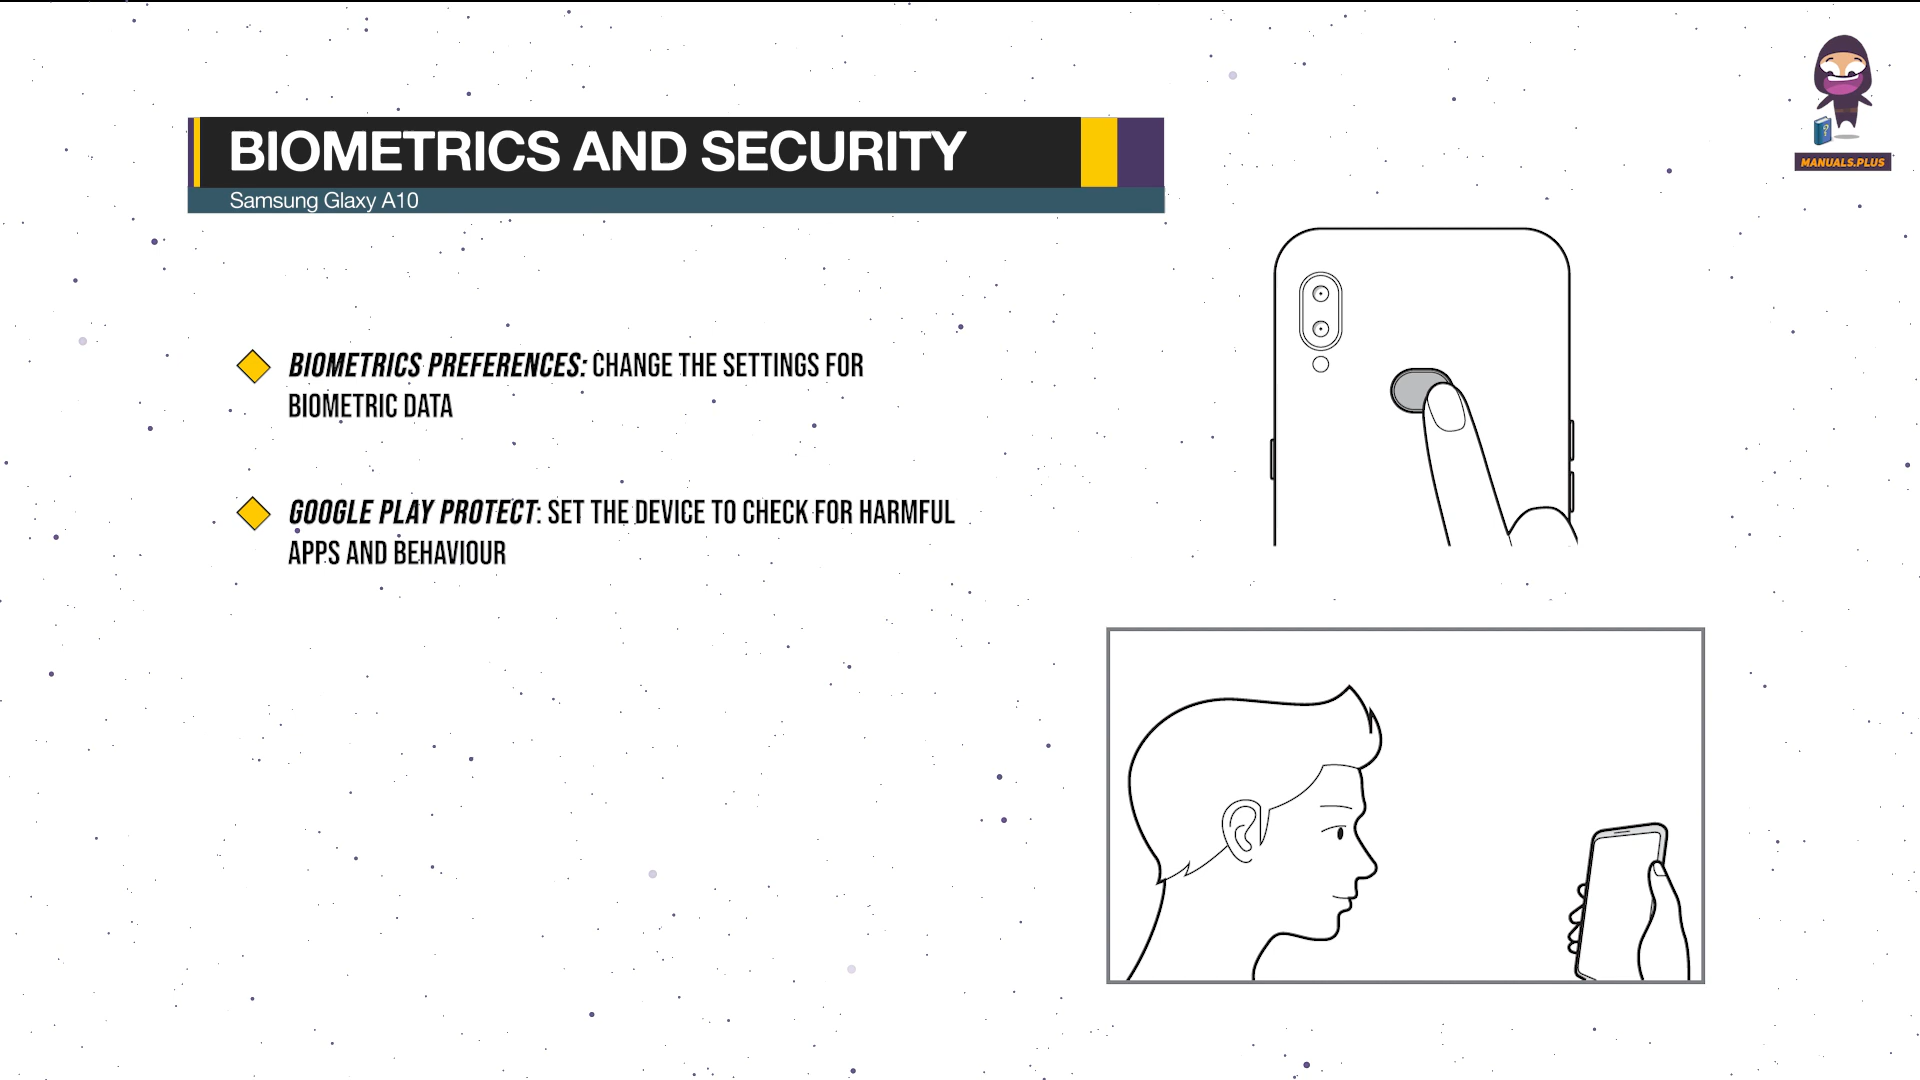 BIOMETRICS AND SECURITY
Samsung Glaxy A10
MANUALS.PLUS
BIOMETRICS PREFERENCES: CHANGE THE SETTINGS FOR
BIOMETRIC DATA
GOOGLE PLAY PROTECT: SET THE DEVICE TO CHECK FOR HARMFUL
APPS AND BEHAVIOUR